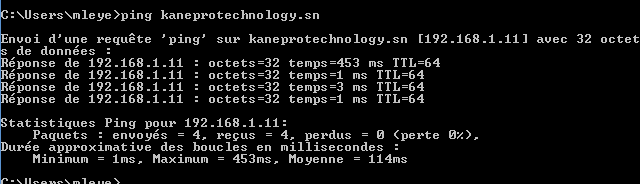 C:\Users\mleye>ping kaneprotechnology.sn
Envoi d'une requête 'ping' sur kaneprotechnology.sn [192.168.1.11] avec 32 octet
s de données :
Réponse de 192.168.1.11 : octets=32 temps=453 ms TTL=64
Réponse de 192.168.1.11 : octets=32 temps=1 ms TTL=64
Réponse de 192.168.1.11 : octets=32 temps=3 ms TTL=64
Réponse de 192.168.1.11 : octets=32 temps=1 ms TTL=64
Statistiques Ping pour 192.168.1.11:
Paquets : envoyés = 4, reçus = 4, perdus = 0 (perte 0%),
Durée approximative des boucles en millisecondes :
Minimum = 1ms, Maximum = 453ms, Moyenne = 114ms
C:\Users\mleye>